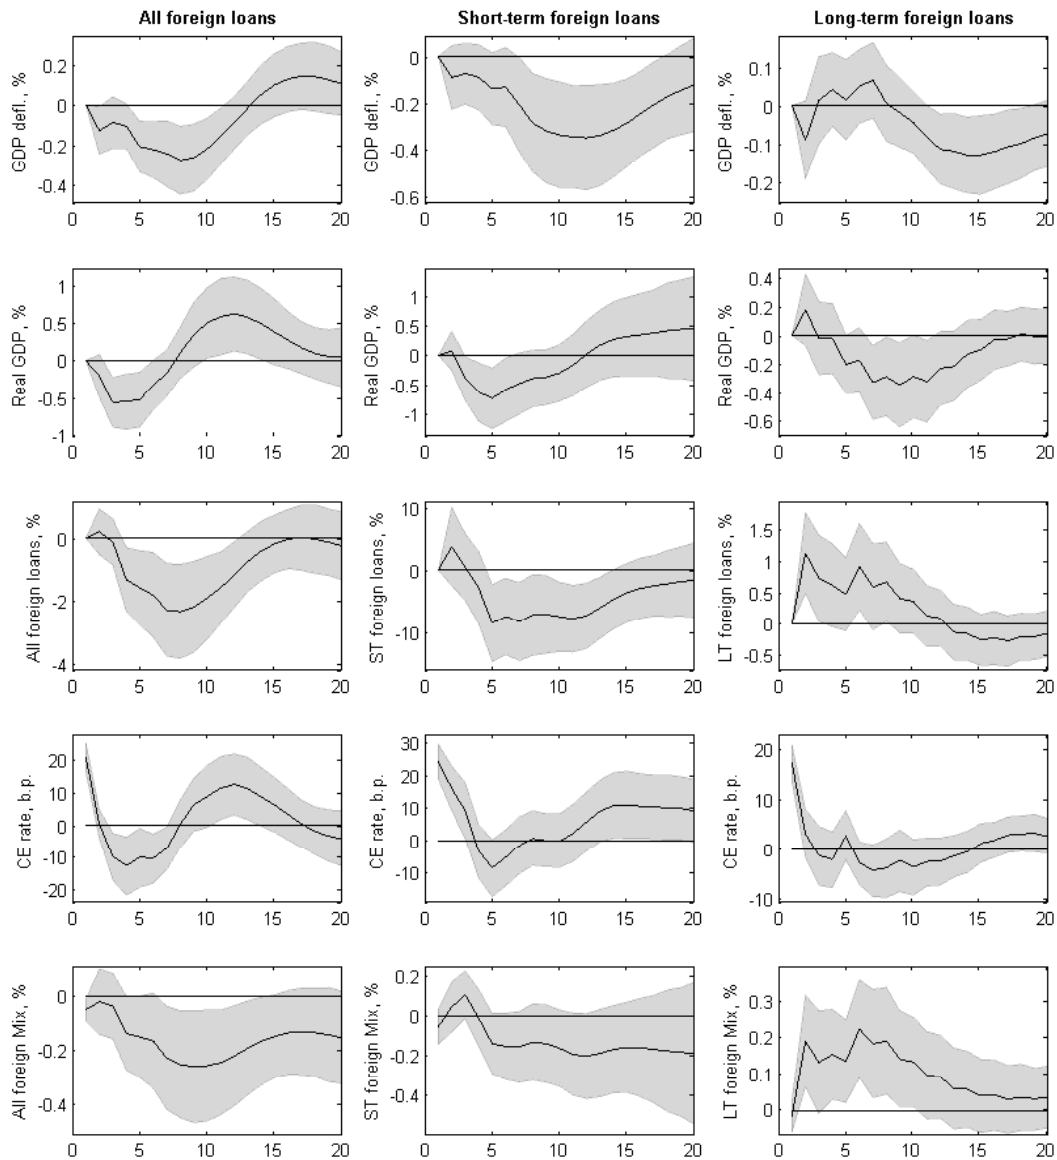 All foreign loans
Short-term foreign loans
Long-term foreign loans
GDP defl., %
0.2
0
-0.2
-0.4
0 5 10 15 20
GDP defl., %
0
-0.2
-0.4
-0.6
0 5 10 15 20
GDP defl., %
0.1
0
-0.1
-0.2
0 5 10 15 20
Real GDP, %
1
0.5
0
-0.5
-1
0 5 10 15 20
Real GDP, %
1
0.5
0
-0.5
-1
0 5 10 15 20
Real GDP, %
0.4
0.2
0
-0.2
-0.4
-0.6
0 5 10 15 20
All foreign loans, %
0
-2
-4
0 5 10 15 20
ST foreign loans, %
10
0
-10
0 5 10 15 20
LT foreign loans, %
1.5
1
0.5
0
-0.5
0 5 10 15 20
CE rate, b.p.
20
10
0
-10
-20
0 5 10 15 20
CE rate, b.p.
30
20
10
0
-10
0 5 10 15 20
CE rate, b.p.
20
10
0
-10
0 5 10 15 20
All foreign Mix, %
0
-0.2
-0.4
0 5 10 15 20
ST foreign Mix, %
0.2
0
-0.2
-0.4
0 5 10 15 20
LT foreign Mix, %
0.3
0.2
0.1
0
0 5 10 15 20